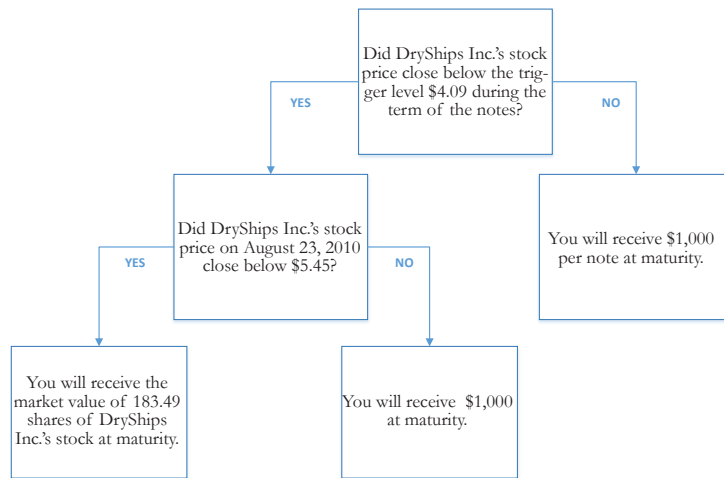 Did DryShips Inc.'s stock
price close below the trig-
ger level $4.09 during the
term of the notes?
YES
NO
Did DryShips Inc.'s stock
price on August 23, 2010
close below $5.45?
You will receive $1,000
per note at maturity.
YES
NO
You will receive the
market value of 183.49
shares of DryShips
Inc.'s stock at maturity.
You will receive  $1,000
at maturity.